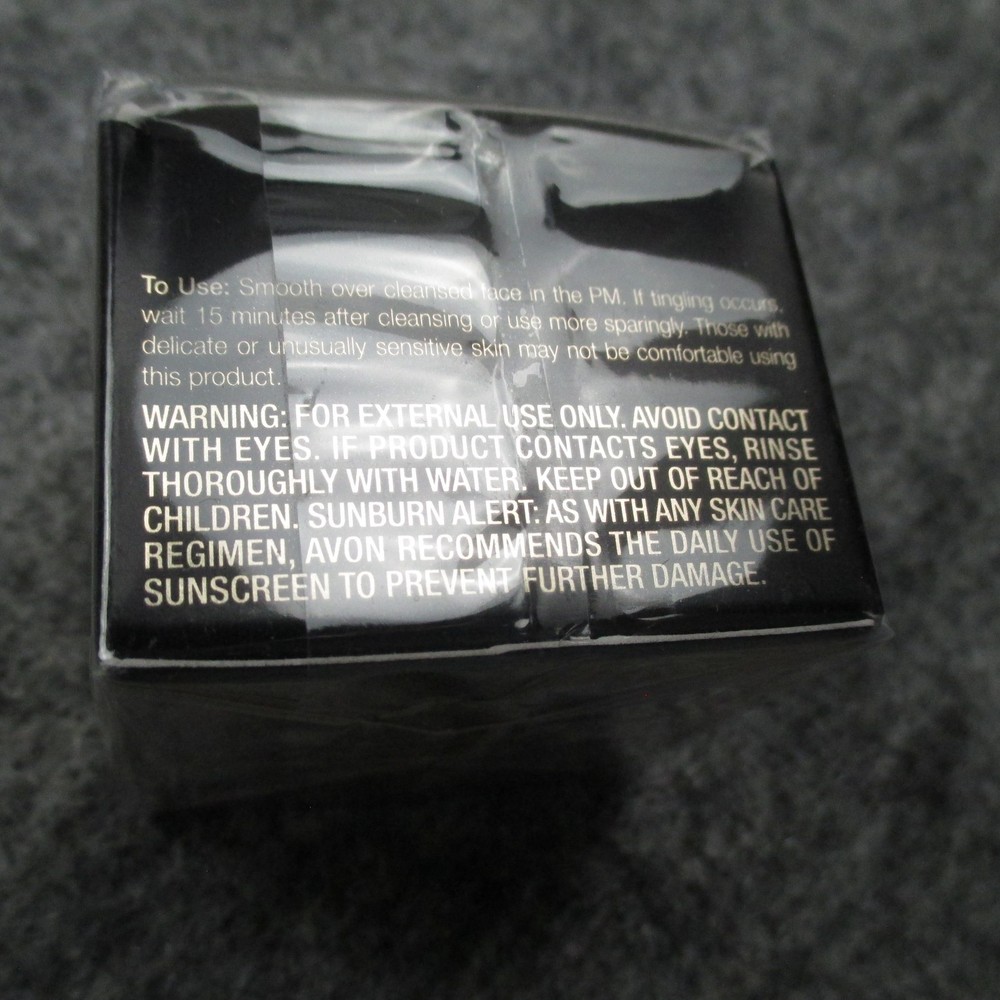 To Use: Smooth over cleansed face in the PM. If tingling occurs,
wait 15 minutes after cleansing or use more sparingly. Those with
delicate or unusually sensitive skin may not be comfortable using
this product.
WARNING: FOR EXTERNAL USE ONLY. AVOID CONTACT
WITH EYES. IF PRODUCT CONTACTS EYES, RINSE
THOROUGHLY WITH WATER. KEEP OUT OF REACH OF
CHILDREN. SUNBURN ALERT: AS WITH ANY SKIN CARE
REGIMEN, AVON RECOMMENDS THE DAILY USE OF
SUNSCREEN TO PREVENT FURTHER DAMAGE.